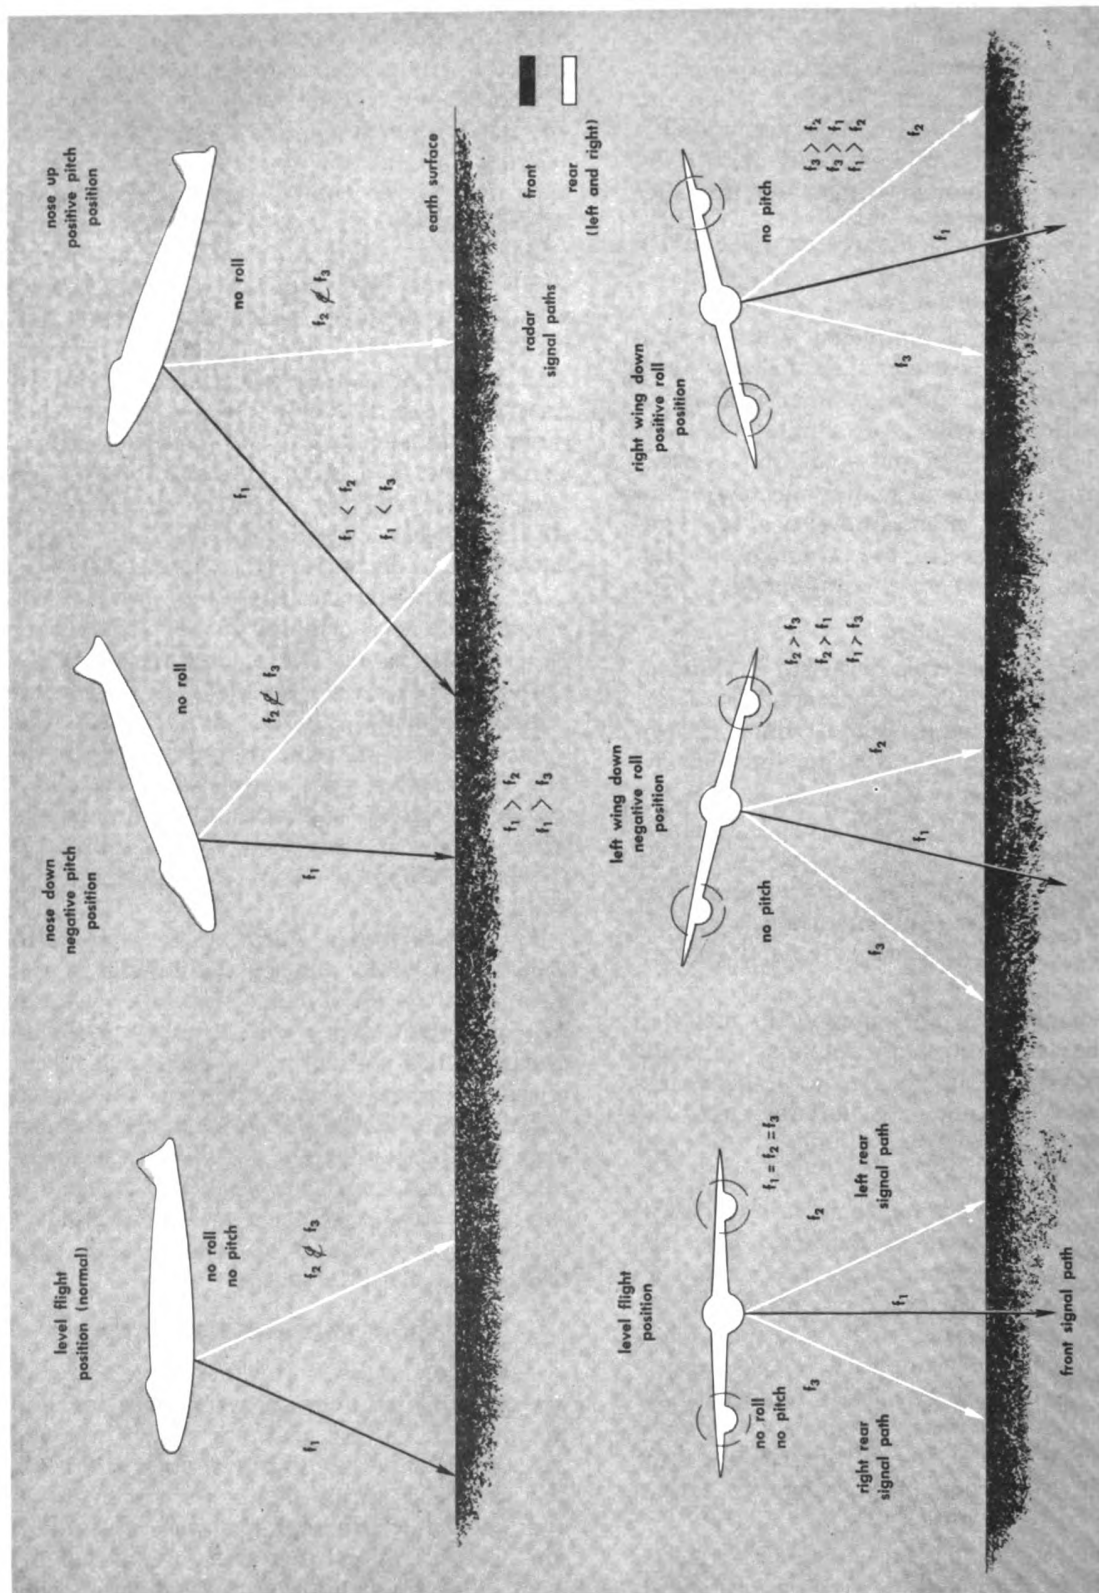 level flight
position (normal)
no roll
no pitch
f₂ & f₃
f₁
nose down
negative pitch
position
no roll
f₂ & f₃
f₁
f₁ > f₂
f₁ > f₃
nose up
positive pitch
position
no roll
f₂ & f₃
f₁
f₁ < f₂
f₁ < f₃
earth surface
radar
signal paths
front
rear
(left and right)
level flight
position
no roll
no pitch
f₁ = f₂ = f₃
f₃
f₂
f₁
right rear
signal path
left rear
signal path
front signal path
left wing down
negative roll
position
no pitch
f₂ > f₃
f₂ > f₁
f₁ > f₃
f₃
f₂
f₁
right wing down
positive roll
position
no pitch
f₃ > f₂
f₃ > f₁
f₁ > f₂
f₃
f₂
f₁